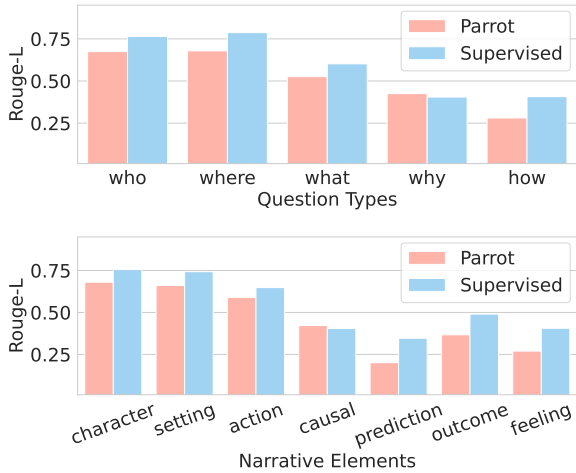 Rouge-L
0.75
0.50
0.25
Parrot
Supervised
who where what why how
Question Types
Rouge-L
0.75
0.50
0.25
Parrot
Supervised
character setting action causal prediction outcome feeling
Narrative Elements